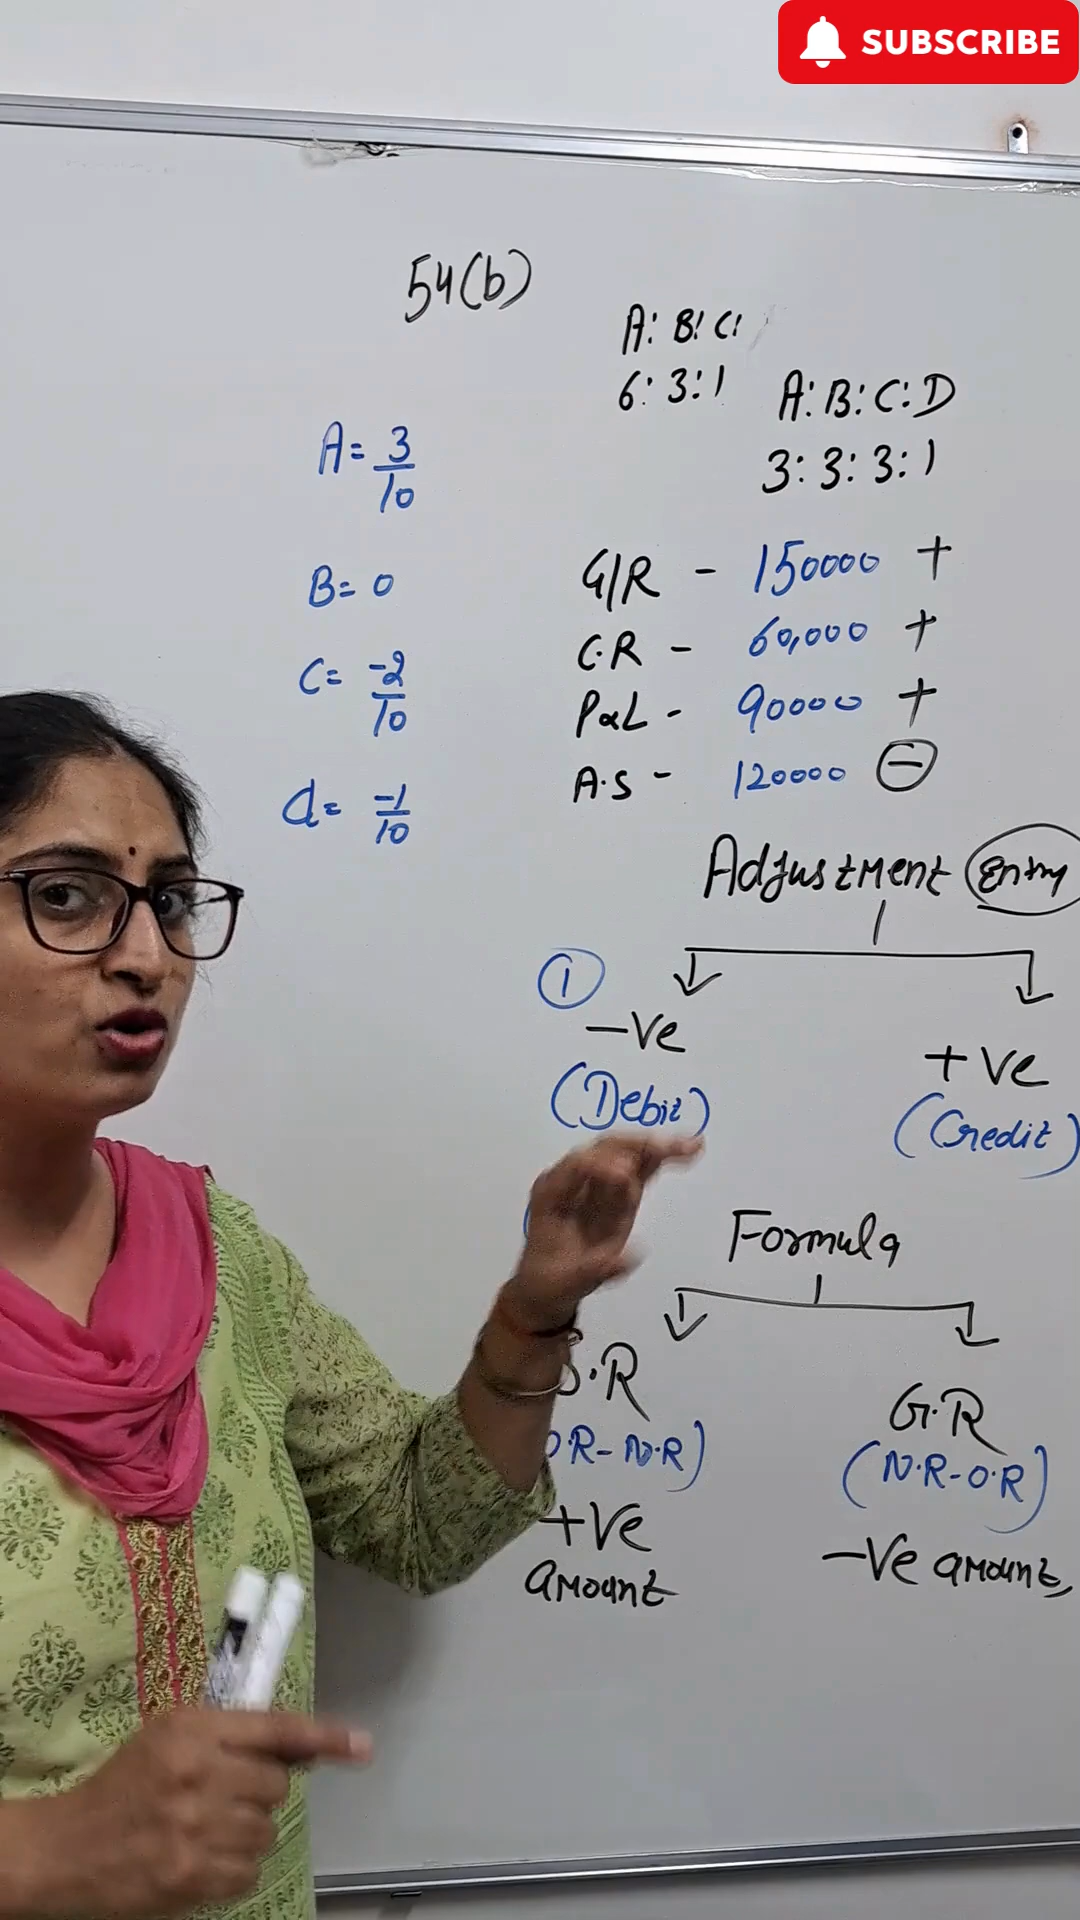 SUBSCRIBE
54(b)
A: B: C:
6: 3: 1
A: B: C: D
3: 3: 3: 1
A = 3/10
B = 0
C = -2/10
d = -1/10
G/R - 150000 +
C.R - 60,000 +
P&L - 90000 +
A.S - 120000 -
Adjustment Entry
1
-Ve
(Debit)
+ve
(Credit)
Formula
.R
.R - N.R)
+Ve
amount
G.R
(N.R - O.R)
-Ve amount,